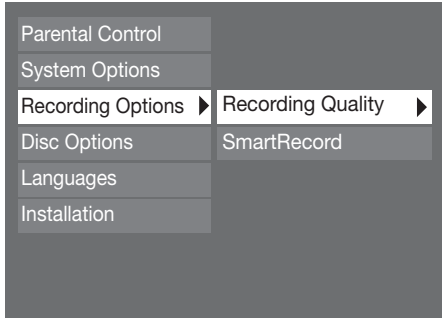 Parental Control
System Options
Recording Options
Recording Quality
Disc Options
SmartRecord
Languages
Installation